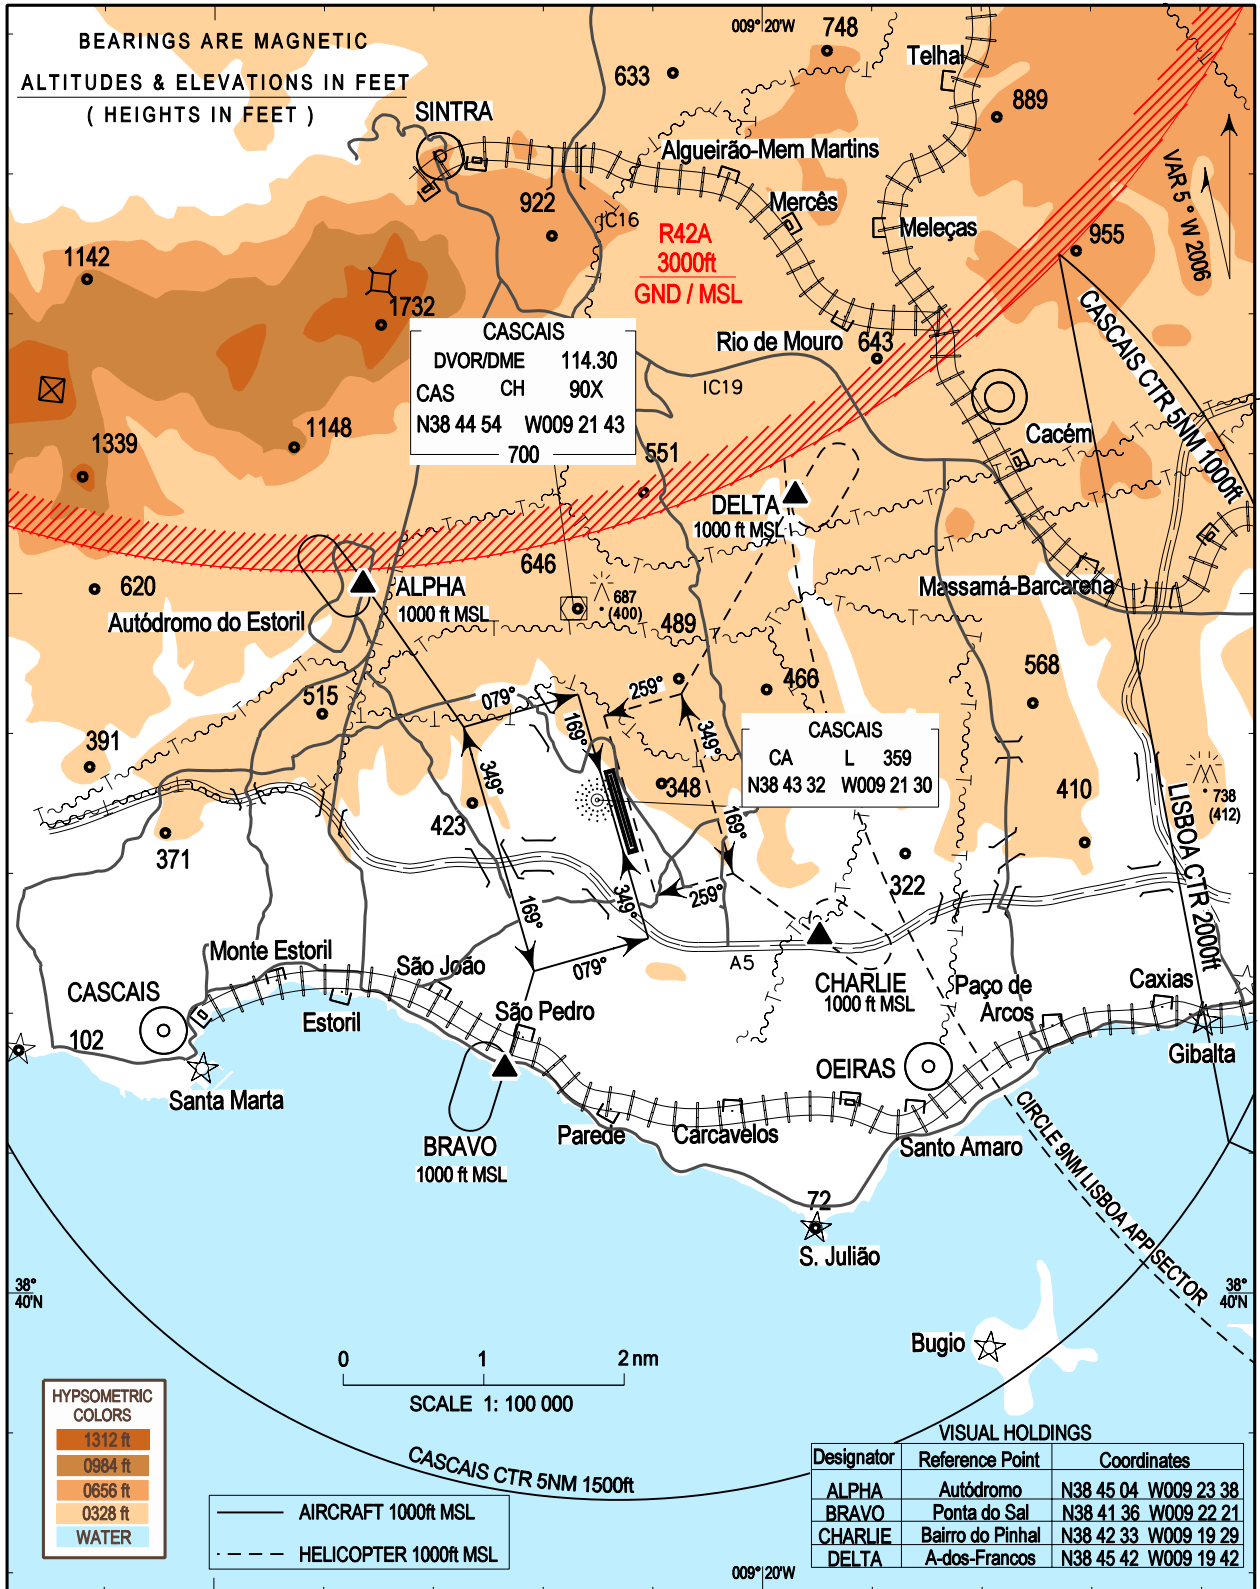 BEARINGS ARE MAGNETIC
ALTITUDES & ELEVATIONS IN FEET
( HEIGHTS IN FEET )
009° 20'W
748
633
Telhal
889
SINTRA
Algueirão-Mem Martins
VAR 5° W 2006
922
IC16
Mercês
Meleças
955
R42A
3000ft
GND / MSL
1142
1732
CASCAIS
DVOR/DME 114.30
CAS CH 90X
N38 44 54 W009 21 43
700
Rio de Mouro
643
CASCAIS CTR 5NM 1000ft
IC19
Cacém
1148
1339
551
DELTA
1000 ft MSL
646
620
ALPHA
1000 ft MSL
Autódromo do Estoril
687
(400)
489
Massamá-Barcarena
568
466
259°
079°
515
169°
349°
CASCAIS
CA L 359
N38 43 32 W009 21 30
391
349°
348
410
738
(412)
LISBOA CTR 2000ft
423
371
169°
322
259°
349°
169°
079°
A5
Monte Estoril
São João
CASCAIS
CHARLIE
1000 ft MSL
Paço de
Arcos
Caxias
Estoril
São Pedro
102
Gibalta
OEIRAS
Santa Marta
BRAVO
1000 ft MSL
Parede
Carcavelos
Santo Amaro
CIRCLE 9NM LISBOA APP SECTOR
72
S. Julião
38°
40'N
38°
40'N
Bugio
0 1 2 nm
SCALE 1: 100 000
HYPSOMETRIC
COLORS
1312 ft
0984 ft
0656 ft
0328 ft
WATER
CASCAIS CTR 5NM 1500ft
AIRCRAFT 1000ft MSL
HELICOPTER 1000ft MSL
VISUAL HOLDINGS
Designator Reference Point Coordinates
ALPHA Autódromo N38 45 04 W009 23 38
BRAVO Ponta do Sal N38 41 36 W009 22 21
CHARLIE Bairro do Pinhal N38 42 33 W009 19 29
DELTA A-dos-Francos N38 45 42 W009 19 42
009° 20'W